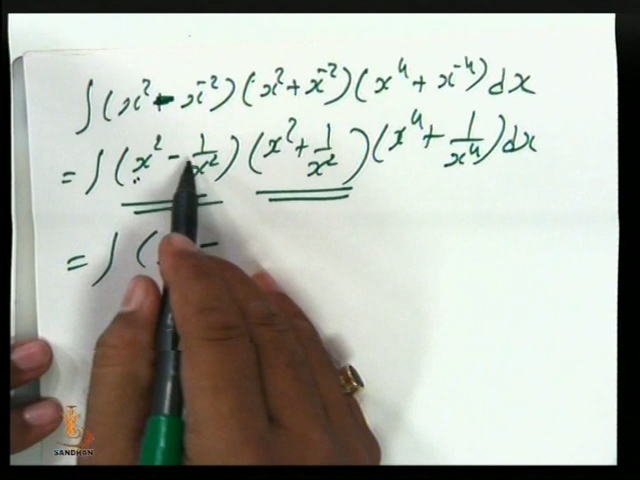 ∫(x² - x⁻²)(x² + x⁻²)(x⁴ + x⁻⁴)dx
= ∫(x² - 1/x²)(x² + 1/x²)(x⁴ + 1/x⁴)dx
= ∫(
SANDHAN